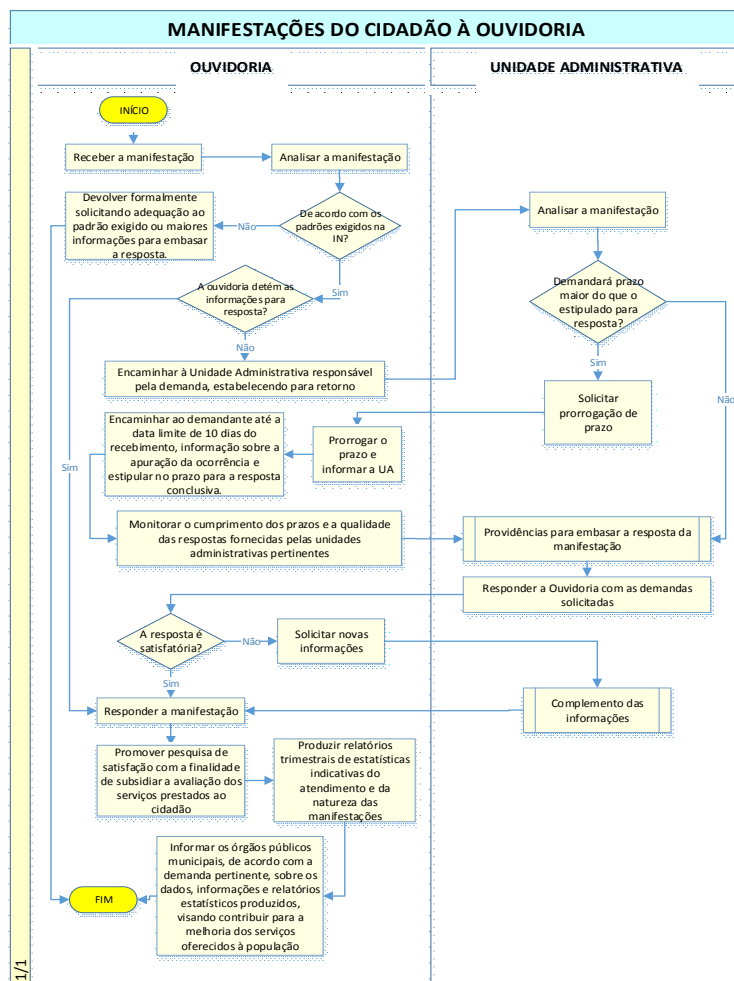 MANIFESTAÇÕES DO CIDADÃO À OUVIDORIA
OUVIDORIA
UNIDADE ADMINISTRATIVA
INÍCIO
Receber a manifestação
Analisar a manifestação
Devolver formalmente
solicitando adequação ao
padrão exigido ou maiores
informações para embasar
a resposta.
Não
De acordo com os
padrões exigidos na
IN?
Sim
Analisar a manifestação
A ouvidoria detém as
informações para
resposta?
Não
Sim
Demandará prazo
maior do que o
estipulado para
resposta?
Sim
Não
Encaminhar à Unidade Administrativa responsável
pela demanda, estabelecendo para retorno
Solicitar
prorrogação de
prazo
Encaminhar ao demandante até a
data limite de 10 dias do
recebimento, informação sobre a
apuração da ocorrência e
estipular no prazo para a resposta
conclusiva.
Prorrogar o
prazo e
informar a UA
Monitorar o cumprimento dos prazos e a qualidade
das respostas fornecidas pelas unidades
administrativas pertinentes
Providências para embasar a resposta da
manifestação
Responder a Ouvidoria com as demandas
solicitadas
A resposta é
satisfatória?
Não
Sim
Solicitar novas
informações
Complemento das
informações
Responder a manifestação
Promover pesquisa de
satisfação com a finalidade
de subsidiar a avaliação dos
serviços prestados ao
cidadão
Produzir relatórios
trimestrais de estatísticas
indicativas do
atendimento e da
natureza das
manifestações
Informar os órgãos públicos
municipais, de acordo com a
demanda pertinente, sobre os
dados, informações e relatórios
estatísticos produzidos,
visando contribuir para a
melhoria dos serviços
oferecidos à população
FIM
1/1